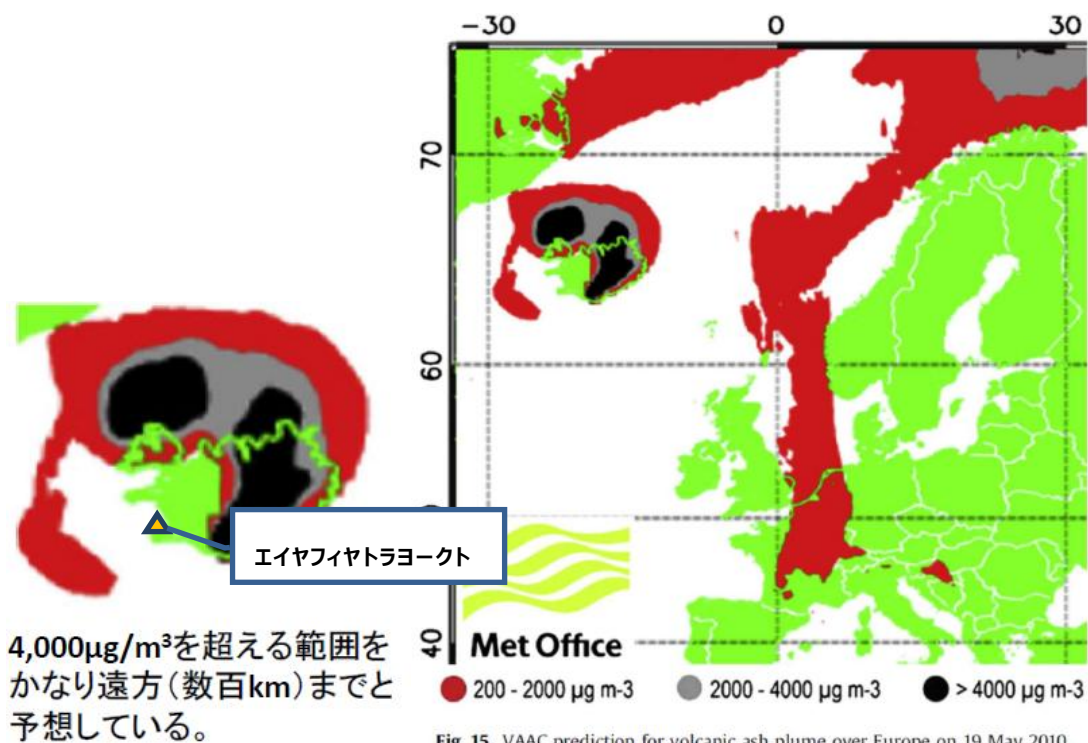 -30 0 30
70
60
40
エイヤフィヤトラヨークト
Met Office
200 - 2000 µg m-3 2000 - 4000 µg m-3 > 4000 µg m-3
4,000µg/m³を超える範囲を
かなり遠方(数百km)までと
予想している。
Fig. 15. VAAC prediction for volcanic ash plume over Europe on 19 May 2010